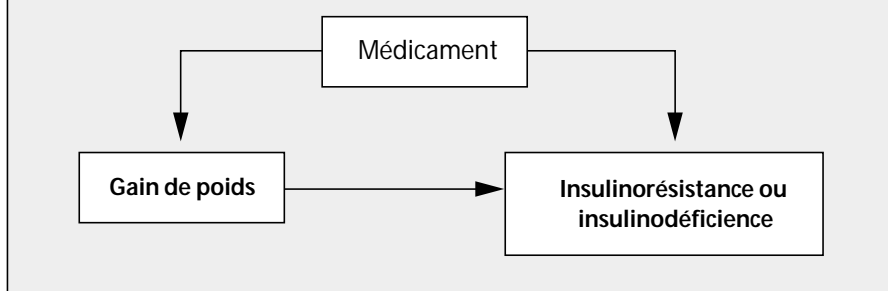 Médicament
Gain de poids
Insulinorésistance ou
insulinodéficience